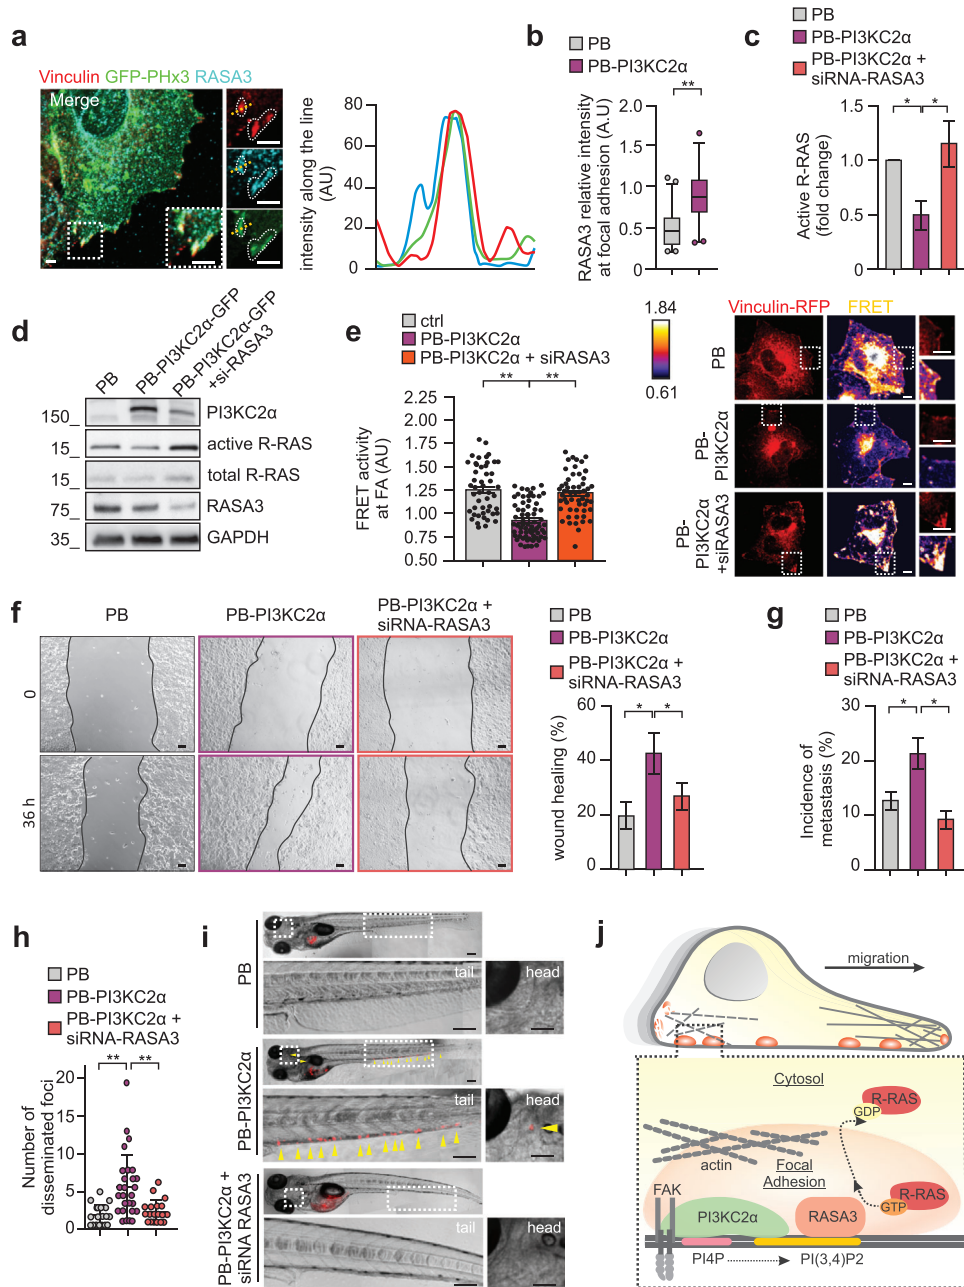 a
Vinculin GFP-PHx3 RASA3
Merge
intensity along the line
(AU)
80
60
40
20
0
b
PB
PB-PI3KC2α
RASA3 relative intensity
at focal adhesion (A.U)
**
2.0
1.5
1.0
0.5
0
c
PB
PB-PI3KC2α
PB-PI3KC2α +
siRNA-RASA3
Active R-RAS
(fold change)
* *
1.5
1.0
0.5
0
d
PB
PB-PI3KC2α-GFP
PB-PI3KC2α-GFP
+si-RASA3
150_ PI3KC2α
15_ active R-RAS
15_ total R-RAS
75_ RASA3
35_ GAPDH
e
ctrl
PB-PI3KC2α
PB-PI3KC2α + siRASA3
** **
FRET activity
at FA (AU)
2.25
2.00
1.75
1.50
1.25
1.00
0.75
0.50
1.84
0.61
Vinculin-RFP FRET
PB
PB-
PI3KC2α
PB-
PI3KC2α
+siRASA3
f
PB
PB-PI3KC2α
PB-PI3KC2α +
siRNA-RASA3
0
36 h
PB
PB-PI3KC2α
PB-PI3KC2α +
siRNA-RASA3
wound healing (%)
* *
80
60
40
20
0
g
PB
PB-PI3KC2α
PB-PI3KC2α +
siRNA-RASA3
Incidence of
metastasis (%)
* *
30
20
10
0
h
PB
PB-PI3KC2α
PB-PI3KC2α +
siRNA-RASA3
** **
Number of
disseminated foci
20
15
10
5
0
i
PB
tail
head
PB-PI3KC2α
tail
head
PB-PI3KC2α +
siRNA RASA3
tail
head
j
migration
Cytosol
R-RAS
GDP
actin
Focal
Adhesion
FAK
R-RAS
GTP
PI3KC2α
RASA3
PI4P
PI(3,4)P2